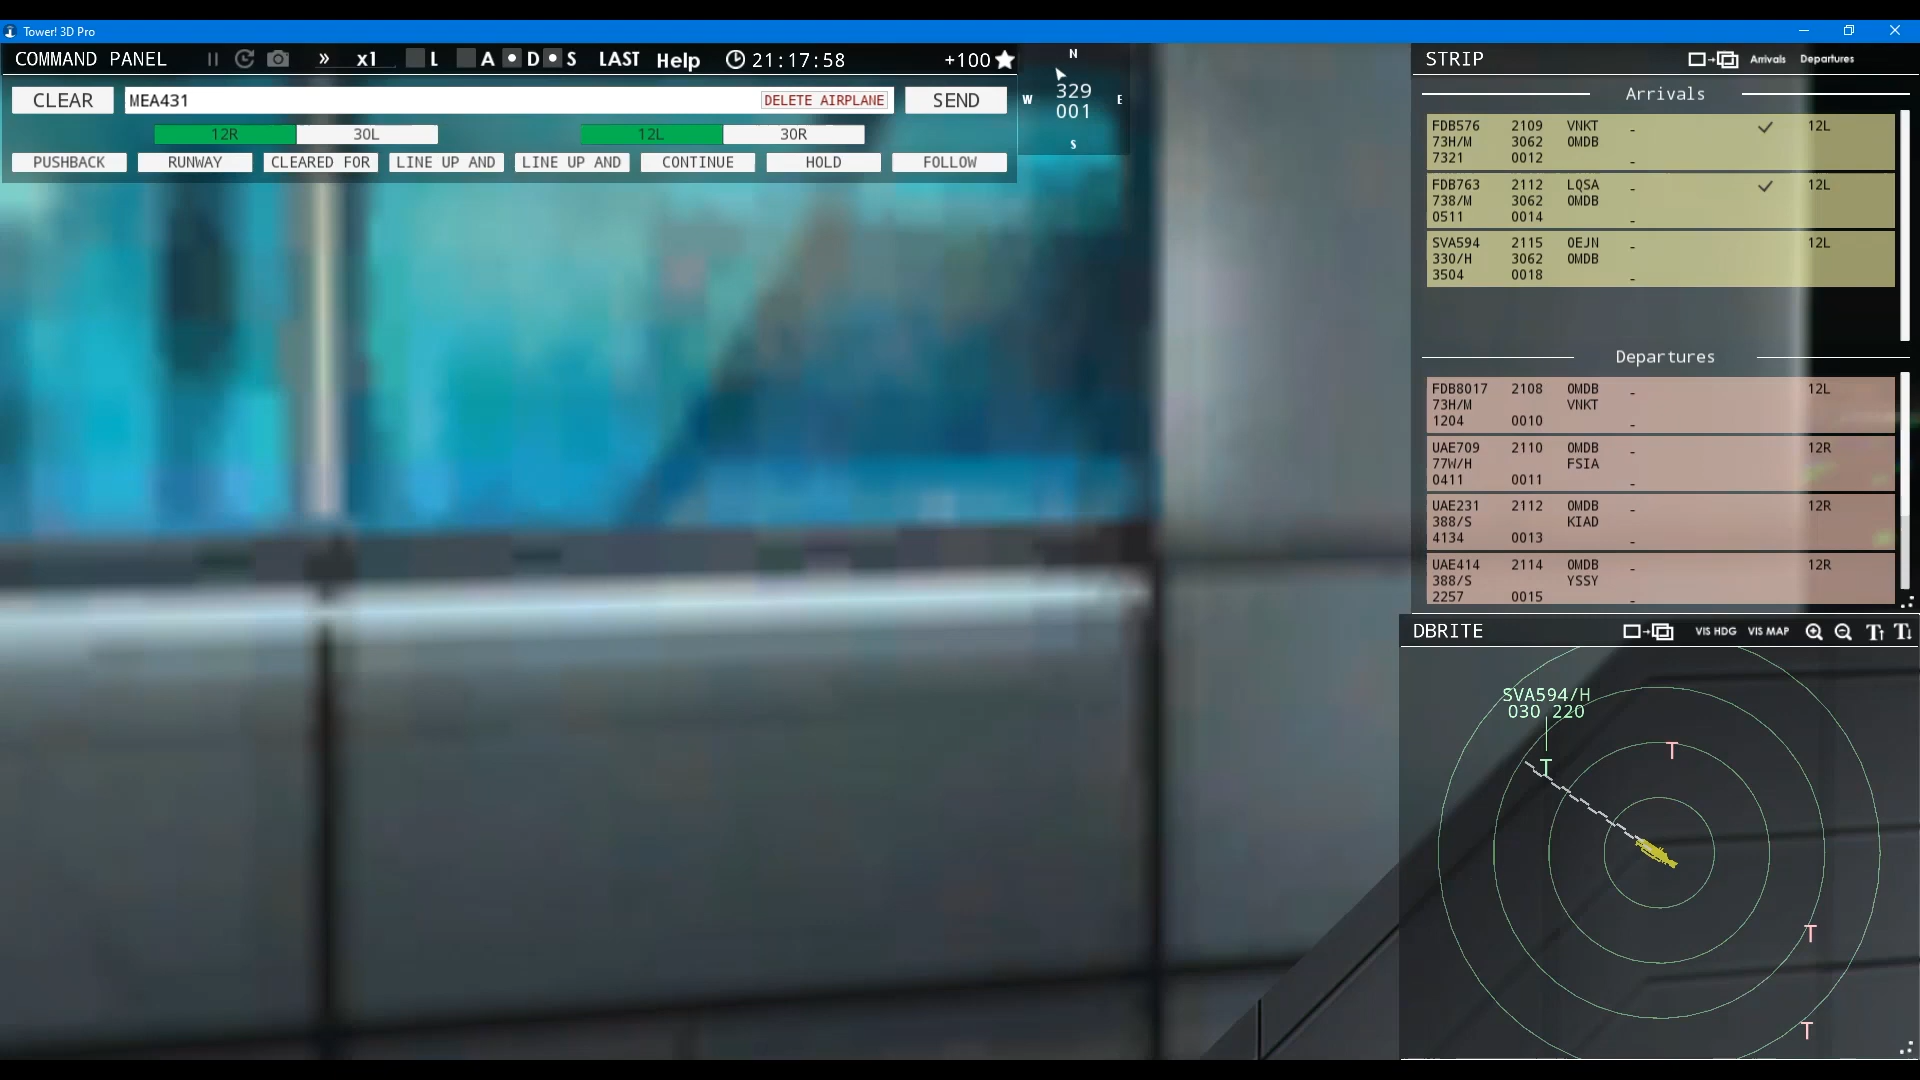 Tower! 3D Pro
COMMAND PANEL » x1 L A D S LAST Help 21:17:58 +100
CLEAR MEA431 DELETE AIRPLANE SEND
12R 30L 12L 30R
PUSHBACK RUNWAY CLEARED FOR LINE UP AND LINE UP AND CONTINUE HOLD FOLLOW
N
329
W E
001
S
STRIP Arrivals Departures
Arrivals
FDB576 2109 VNKT - 12L
73H/M 3062 OMDB
7321 0012 -
FDB763 2112 LQSA - 12L
738/M 3062 OMDB
0511 0014 -
SVA594 2115 OEJN - 12L
330/H 3062 OMDB
3504 0018 -
Departures
FDB8017 2108 OMDB - 12L
73H/M VNKT
1204 0010 -
UAE709 2110 OMDB - 12R
77W/H FSIA
0411 0011 -
UAE231 2112 OMDB - 12R
388/S KIAD
4134 0013 -
UAE414 2114 OMDB - 12R
388/S YSSY
2257 0015 -
DBRITE VIS HDG VIS MAP T↑ T↓
SVA594/H
030 220
T
T
T
T